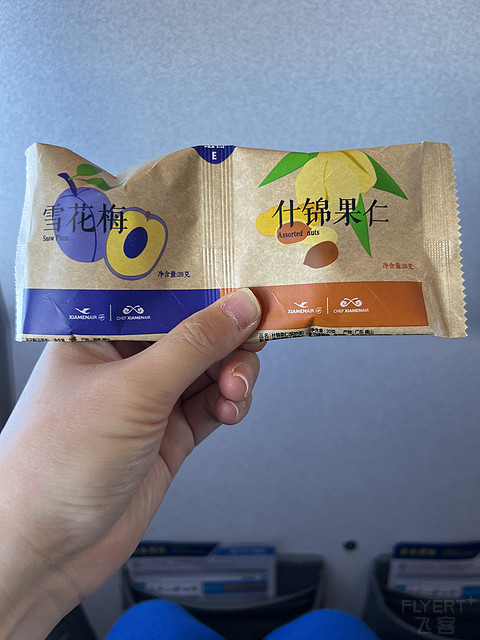 雪花梅
Snow Plum
净含量:20克
XIAMENAIR
CHEF XIAMENAIR
E
什锦果仁
Assorted nuts
净含量:20克
XIAMENAIR
CHEF XIAMENAIR
FLYERT
飞客